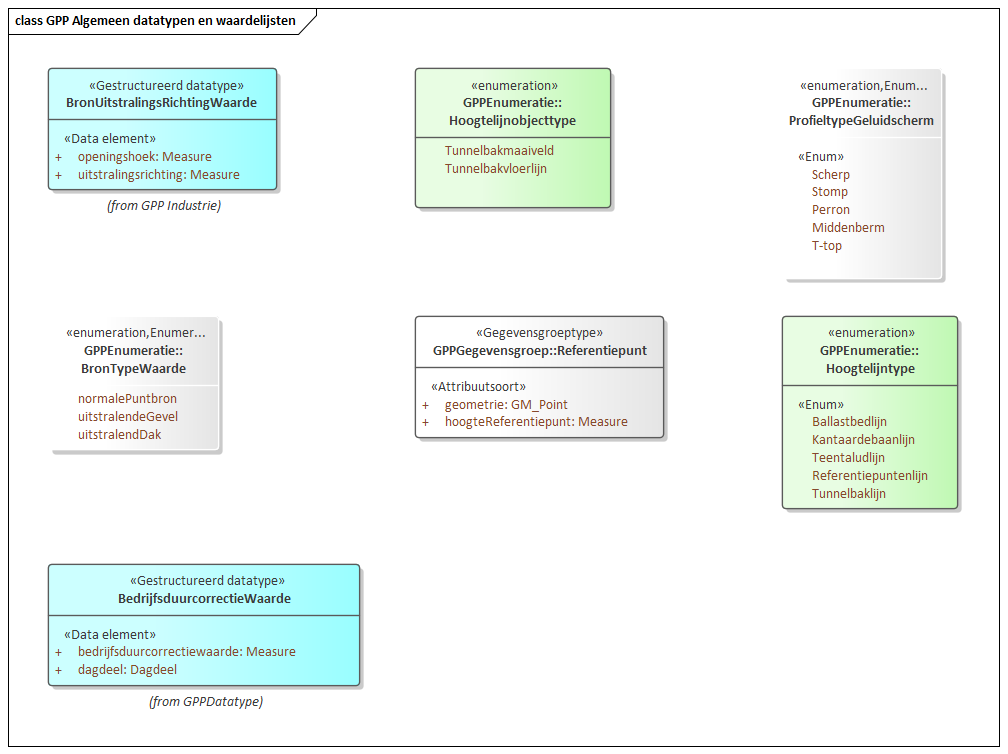 class GPP Algemeen datatypen en waardelijsten
«Gestructureerd datatype»
BronUitstralingsRichtingWaarde
«Data element»
+ openingshoek: Measure
+ uitstralingsrichting: Measure
(from GPP Industrie)
«enumeration»
GPPEnumeratie::
Hoogtelijnobjecttype
Tunnelbakmaaiveld
Tunnelbakvloerlijn
«enumeration,Enum...
GPPEnumeratie::
ProfieltypeGeluidscherm
«Enum»
Scherp
Stomp
Perron
Middenberm
T-top
«enumeration,Enumer...
GPPEnumeratie::
BronTypeWaarde
normalePuntbron
uitstralendeGevel
uitstralendDak
«Gegevensgroeptype»
GPPGegevensgroep::Referentiepunt
«Attribuutsoort»
+ geometrie: GM_Point
+ hoogteReferentiepunt: Measure
«enumeration»
GPPEnumeratie::
Hoogtelijntype
«Enum»
Ballastbedlijn
Kantaardebaanlijn
Teentaludlijn
Referentiepuntenlijn
Tunnelbaklijn
«Gestructureerd datatype»
BedrijfsduurcorrectieWaarde
«Data element»
+ bedrijfsduurcorrectiewaarde: Measure
+ dagdeel: Dagdeel
(from GPPDatatype)